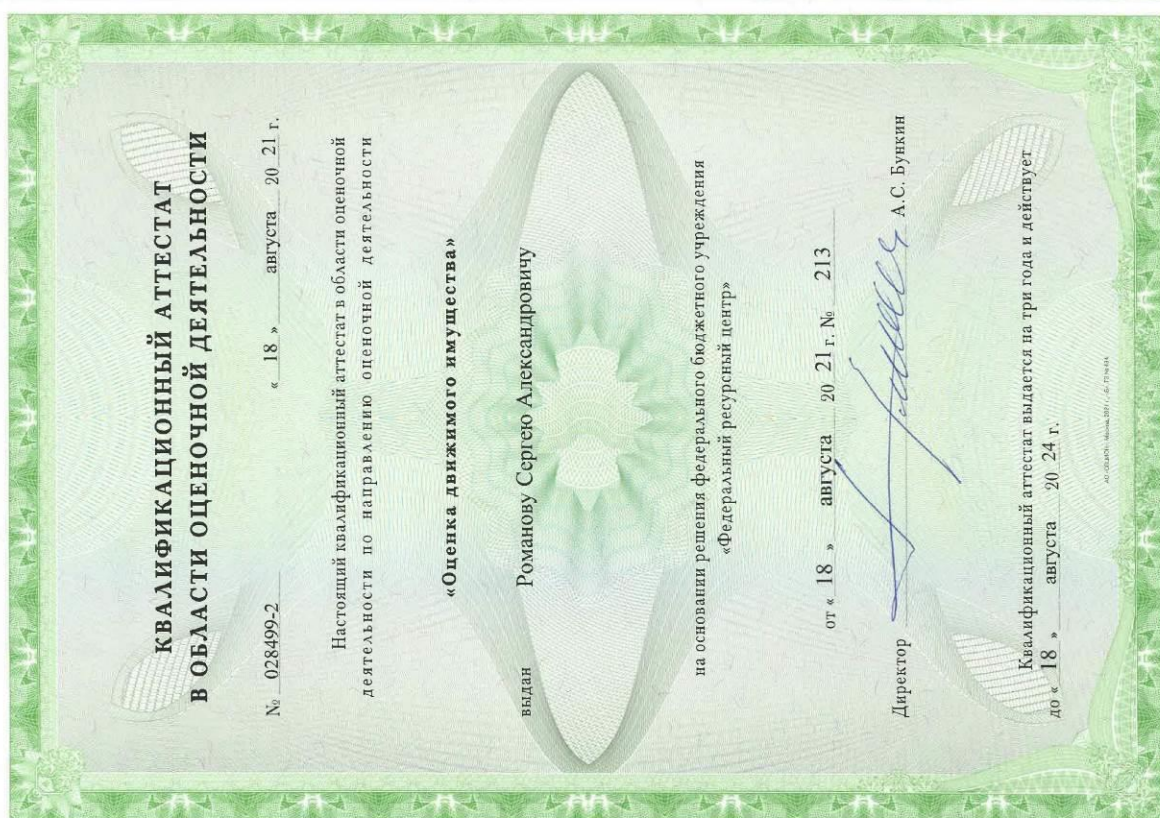 КВАЛИФИКАЦИОННЫЙ АТТЕСТАТ
В ОБЛАСТИ ОЦЕНОЧНОЙ ДЕЯТЕЛЬНОСТИ
№ 028499-2 « 18 » августа 20 21 г.
Настоящий квалификационный аттестат в области оценочной
деятельности по направлению оценочной деятельности
«Оценка движимого имущества»
выдан Романову Сергею Александровичу
на основании решения федерального бюджетного учреждения
«Федеральный ресурсный центр»
от « 18 » августа 20 21 г. № 213
Директор А.С. Бункин
Квалификационный аттестат выдается на три года и действует
до « 18 » августа 20 24 г.